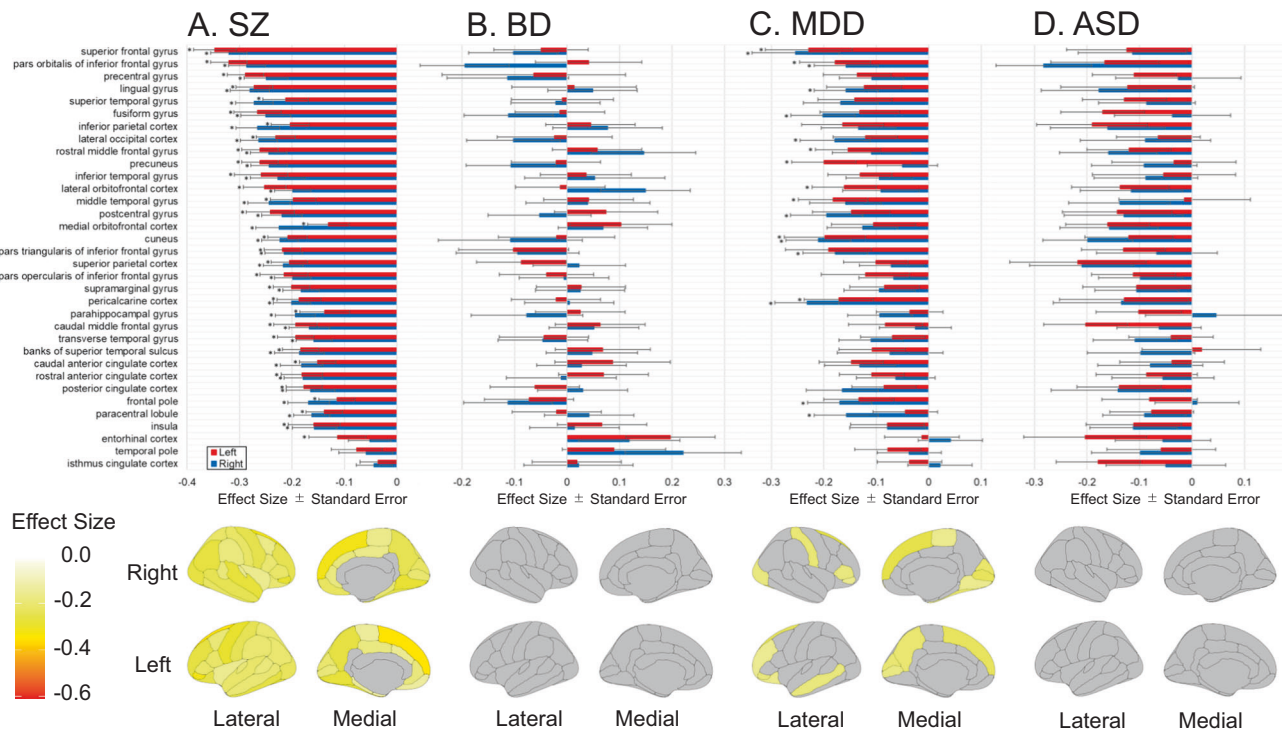 A. SZ
B. BD
C. MDD
D. ASD
superior frontal gyrus
pars orbitalis of inferior frontal gyrus
precentral gyrus
lingual gyrus
superior temporal gyrus
fusiform gyrus
inferior parietal cortex
lateral occipital cortex
rostral middle frontal gyrus
precuneus
inferior temporal gyrus
lateral orbitofrontal cortex
middle temporal gyrus
postcentral gyrus
medial orbitofrontal cortex
cuneus
pars triangularis of inferior frontal gyrus
superior parietal cortex
pars opercularis of inferior frontal gyrus
supramarginal gyrus
pericalcarine cortex
parahippocampal gyrus
caudal middle frontal gyrus
transverse temporal gyrus
banks of superior temporal sulcus
caudal anterior cingulate cortex
rostral anterior cingulate cortex
posterior cingulate cortex
frontal pole
paracentral lobule
insula
entorhinal cortex
temporal pole
isthmus cingulate cortex
Left
Right
-0.4 -0.3 -0.2 -0.1 0
-0.2 -0.1 0 0.1 0.2 0.3
-0.3 -0.2 -0.1 0 0.1
-0.3 -0.2 -0.1 0 0.1
Effect Size ± Standard Error
Effect Size ± Standard Error
Effect Size ± Standard Error
Effect Size ± Standard Error
Effect Size
0.0
-0.2
-0.4
-0.6
Right
Left
Lateral Medial
Lateral Medial
Lateral Medial
Lateral Medial